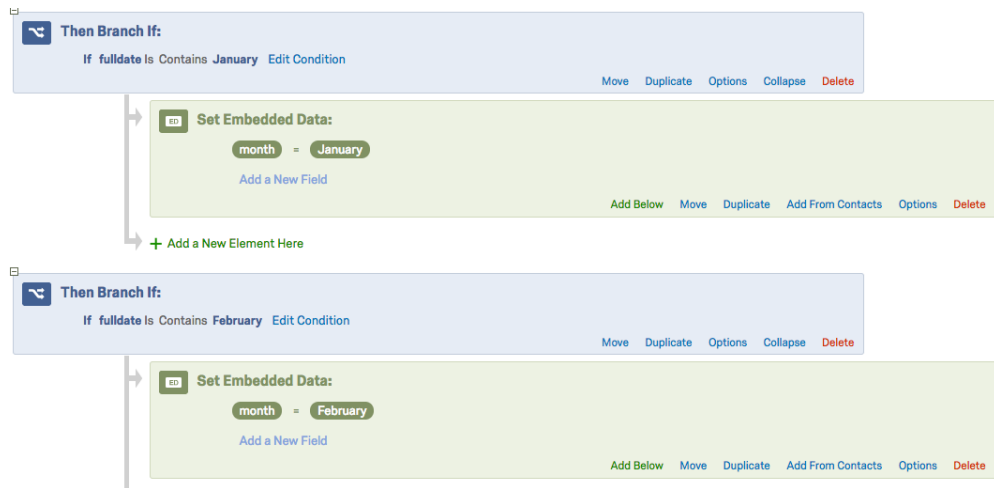 Then Branch If:
If fulldate Is Contains January Edit Condition
Move Duplicate Options Collapse Delete
ED Set Embedded Data:
month = January
Add a New Field
Add Below Move Duplicate Add From Contacts Options Delete
+ Add a New Element Here
Then Branch If:
If fulldate Is Contains February Edit Condition
Move Duplicate Options Collapse Delete
ED Set Embedded Data:
month = February
Add a New Field
Add Below Move Duplicate Add From Contacts Options Delete